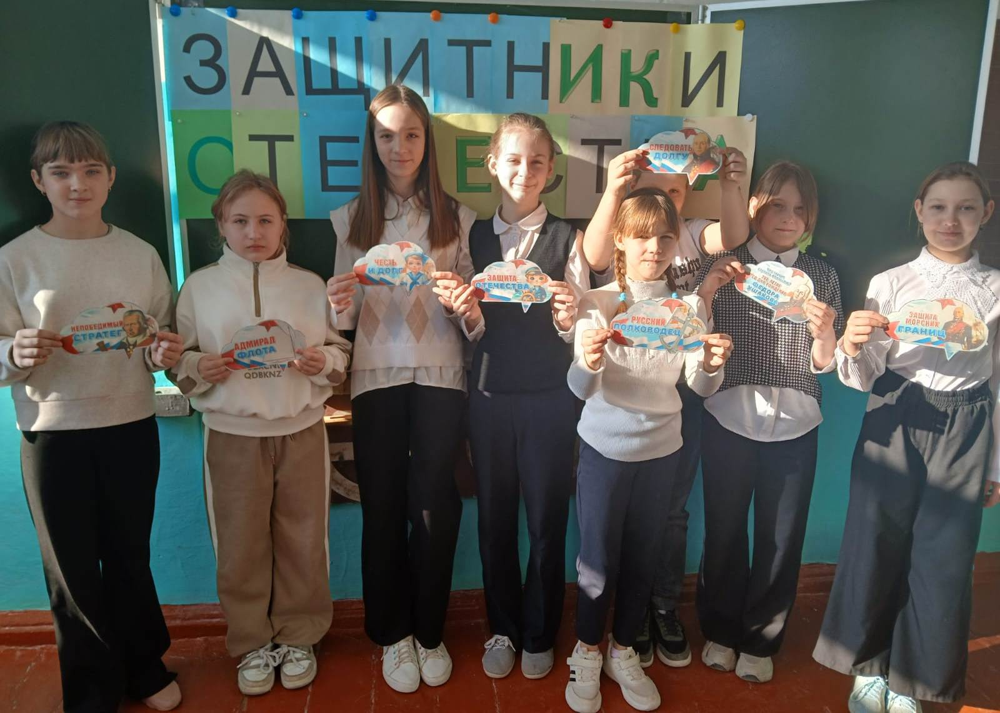 ЗАЩИТНИКИ
ОТЕЧЕСТВА
СЛЕДОВАТЬ
ДОЛГУ
ЧЕСТЬ
И ДОЛГ
ЗАЩИТА
ОТЕЧЕСТВА
НЕПОБЕДИМЫЙ
СТРАТЕГ
АДМИРАЛ
ФЛОТА
QDBKNZ
РУССКИЙ
ПОЛКОВОДЕЦ
ФЕДОРА
УШАКОВА
ЗАЩИТА
МОРСКИХ
ГРАНИЦ